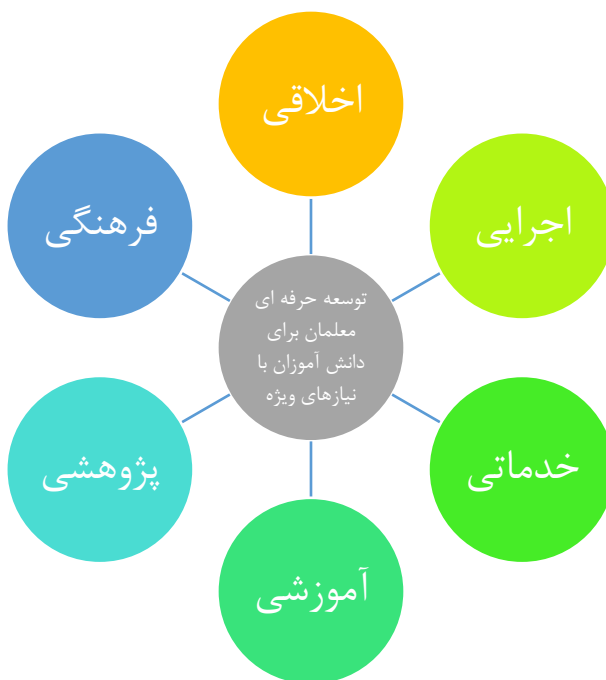 اخلاقی
اجرایی
فرهنگی
توسعه حرفه ای
معلمان برای
دانش آموزان با
نیازهای ویژه
خدماتی
پژوهشی
آموزشی